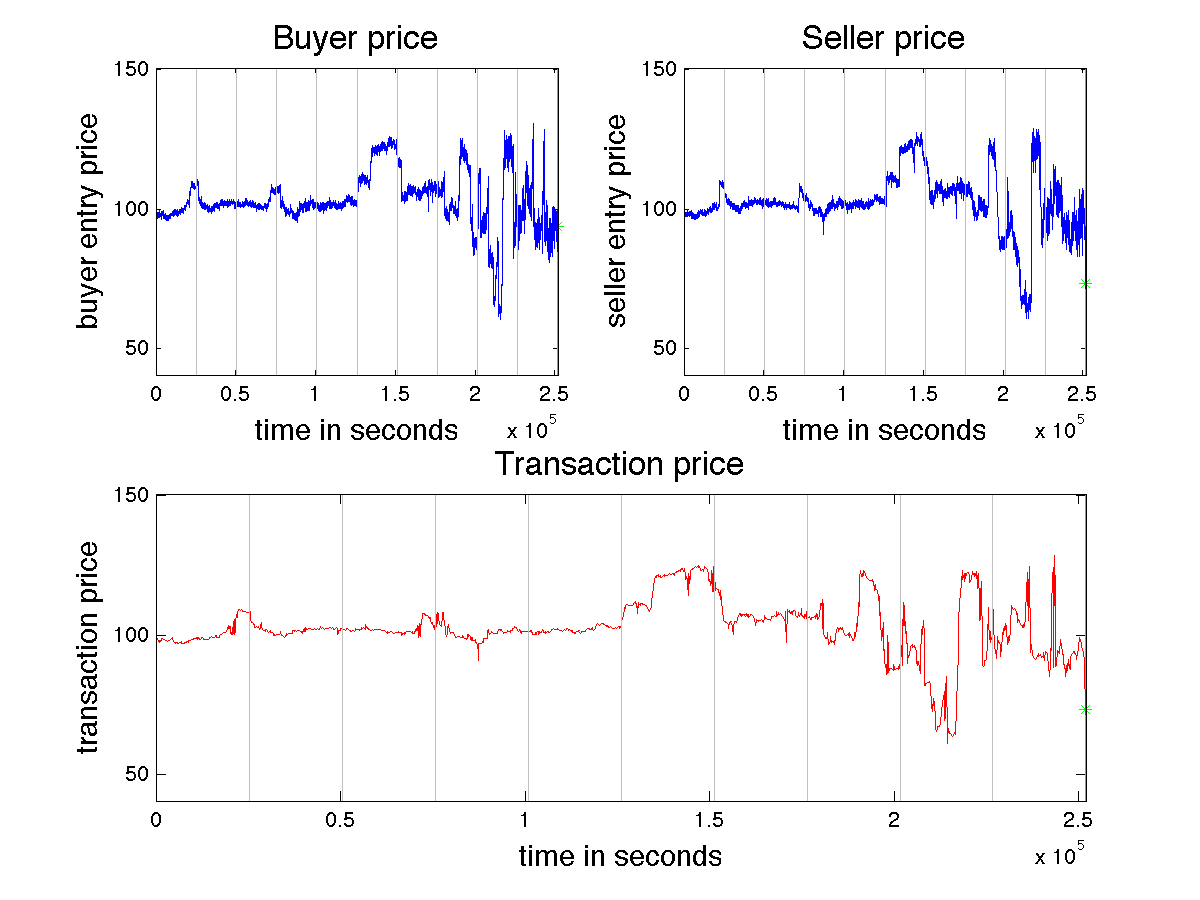 Buyer price
Seller price
150
100
50
buyer entry price
0 0.5 1 1.5 2 2.5
x 10^5
time in seconds
150
100
50
seller entry price
0 0.5 1 1.5 2 2.5
x 10^5
time in seconds
Transaction price
150
100
50
transaction price
0 0.5 1 1.5 2 2.5
x 10^5
time in seconds